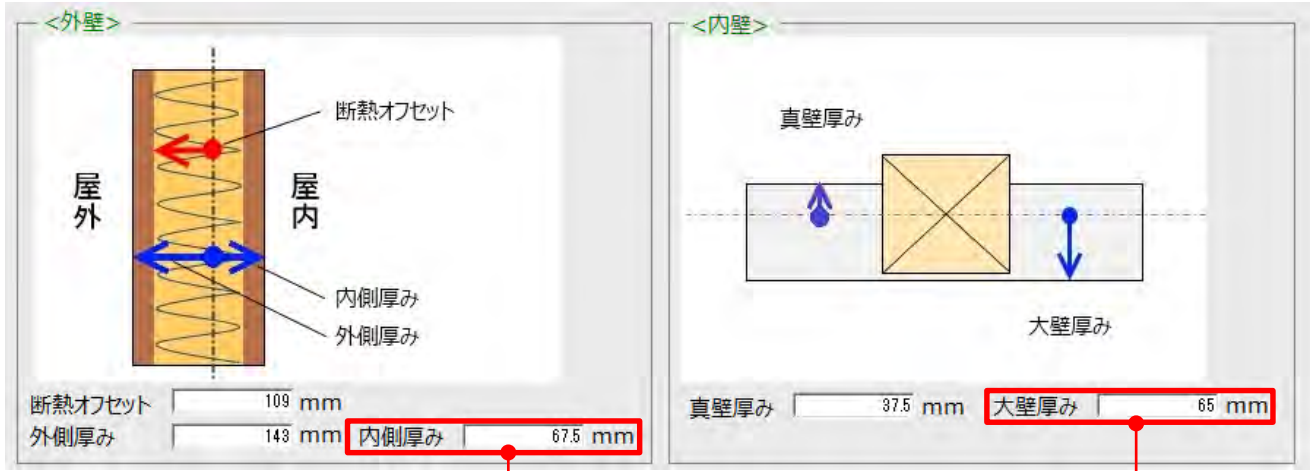 <外壁>
断熱オフセット
屋外
屋内
内側厚み
外側厚み
断熱オフセット 109 mm
外側厚み 143 mm 内側厚み 67.5 mm
<内壁>
真壁厚み
大壁厚み
真壁厚み 37.5 mm 大壁厚み 65 mm